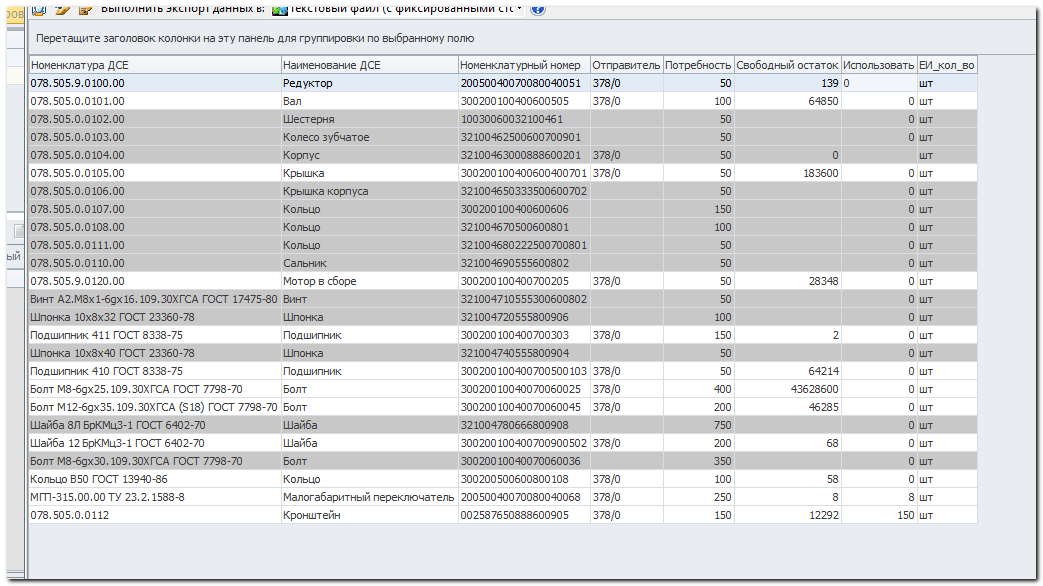 Выполнить экспорт данных в: Текстовый файл (с фиксированными сто
Перетащите заголовок колонки на эту панель для группировки по выбранному полю
Номенклатура ДСЕ Наименование ДСЕ Номенклатурный номер Отправитель Потребность Свободный остаток Использовать ЕИ_кол_во
078.505.9.0100.00 Редуктор 20050040070080040051 378/0 50 139 0 шт
078.505.0.0101.00 Вал 300200100400600505 378/0 100 64850 0 шт
078.505.0.0102.00 Шестерня 10030060032100461 50 0 шт
078.505.0.0103.00 Колесо зубчатое 32100462500600700901 50 0 шт
078.505.0.0104.00 Корпус 32100463000888600201 378/0 50 0 шт
078.505.0.0105.00 Крышка 300200100400600400701 378/0 50 183600 0 шт
078.505.0.0106.00 Крышка корпуса 321004650333500600702 50 0 шт
078.505.0.0107.00 Кольцо 300200100400600606 150 0 шт
078.505.0.0108.00 Кольцо 321004670500600801 100 0 шт
078.505.0.0111.00 Кольцо 321004680222500700801 50 0 шт
078.505.0.0110.00 Сальник 321004690555600802 50 0 шт
078.505.9.0120.00 Мотор в сборе 300200100400700205 378/0 50 28348 0 шт
Винт А2.М8х1-6gx16.109.30ХГСА ГОСТ 17475-80 Винт 321004710555300600802 50 0 шт
Шпонка 10х8х32 ГОСТ 23360-78 Шпонка 321004720555800906 100 0 шт
Подшипник 411 ГОСТ 8338-75 Подшипник 300200100400700303 378/0 150 2 0 шт
Шпонка 10х8х40 ГОСТ 23360-78 Шпонка 321004740555800904 50 0 шт
Подшипник 410 ГОСТ 8338-75 Подшипник 300200100400700500103 378/0 50 64214 0 шт
Болт М8-6gx25.109.30ХГСА ГОСТ 7798-70 Болт 30020010040070060025 378/0 400 43628600 0 шт
Болт М12-6gx35.109.30ХГСА (S18) ГОСТ 7798-70 Болт 30020010040070060045 378/0 200 46285 0 шт
Шайба 8Л БрКМц3-1 ГОСТ 6402-70 Шайба 321004780666800908 750 0 шт
Шайба 12 БрКМц3-1 ГОСТ 6402-70 Шайба 300200100400700900502 378/0 200 68 0 шт
Болт М8-6gx30.109.30ХГСА ГОСТ 7798-70 Болт 30020010040070060036 350 0 шт
Кольцо В50 ГОСТ 13940-86 Кольцо 300200500600800108 378/0 100 58 0 шт
МГП-315.00.00 ТУ 23.2.1588-8 Малогабаритный переключатель 20050040070080040068 378/0 250 8 8 шт
078.505.0.0112 Кронштейн 002587650888600905 378/0 150 12292 150 шт